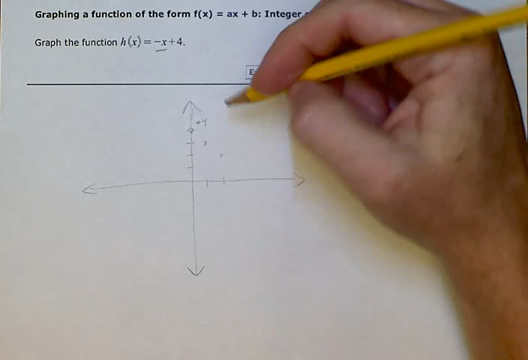 Graphing a function of the form f(x) = ax + b: Integer
Graph the function h(x) = −x+4.
+4